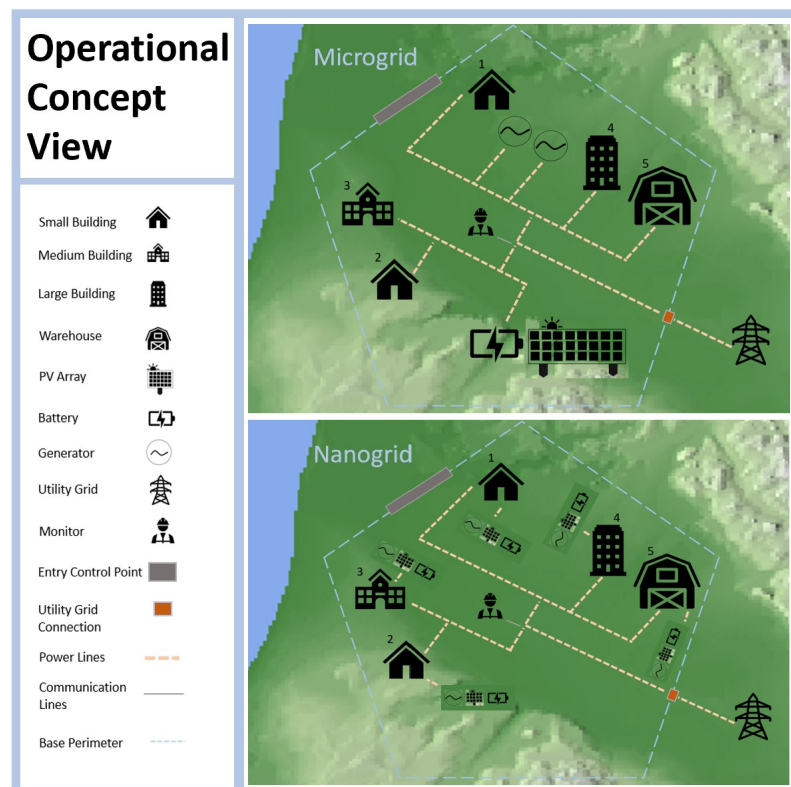 Operational
Concept
View
Small Building
Medium Building
Large Building
Warehouse
PV Array
Battery
Generator
Utility Grid
Monitor
Entry Control Point
Utility Grid
Connection
Power Lines
Communication
Lines
Base Perimeter
Microgrid
1
4
5
3
2
Nanogrid
1
4
5
3
2